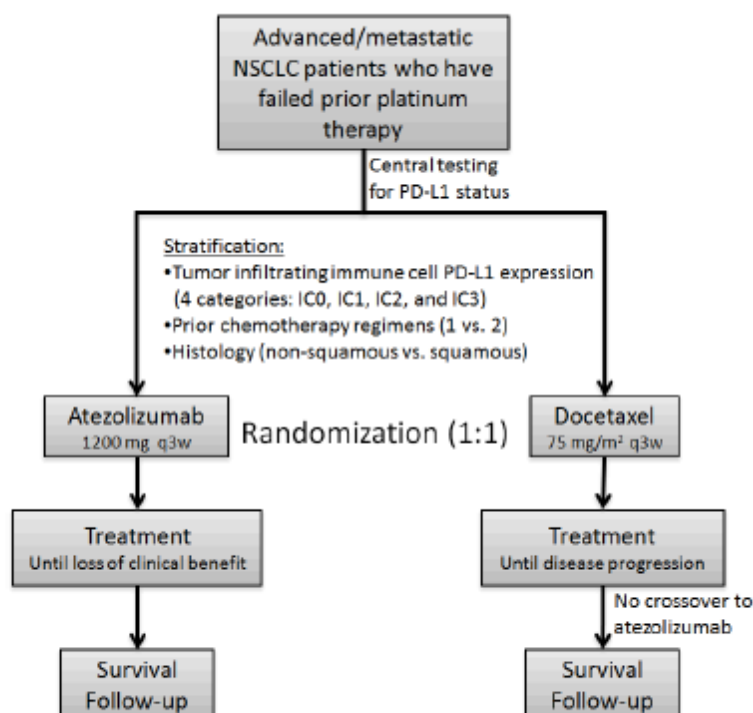 Advanced/metastatic
NSCLC patients who have
failed prior platinum
therapy
Central testing
for PD-L1 status
Stratification:
•Tumor infiltrating immune cell PD-L1 expression
(4 categories: IC0, IC1, IC2, and IC3)
•Prior chemotherapy regimens (1 vs. 2)
•Histology (non-squamous vs. squamous)
Atezolizumab
1200 mg q3w
Randomization (1:1)
Docetaxel
75 mg/m² q3w
Treatment
Until loss of clinical benefit
Treatment
Until disease progression
No crossover to
atezolizumab
Survival
Follow-up
Survival
Follow-up